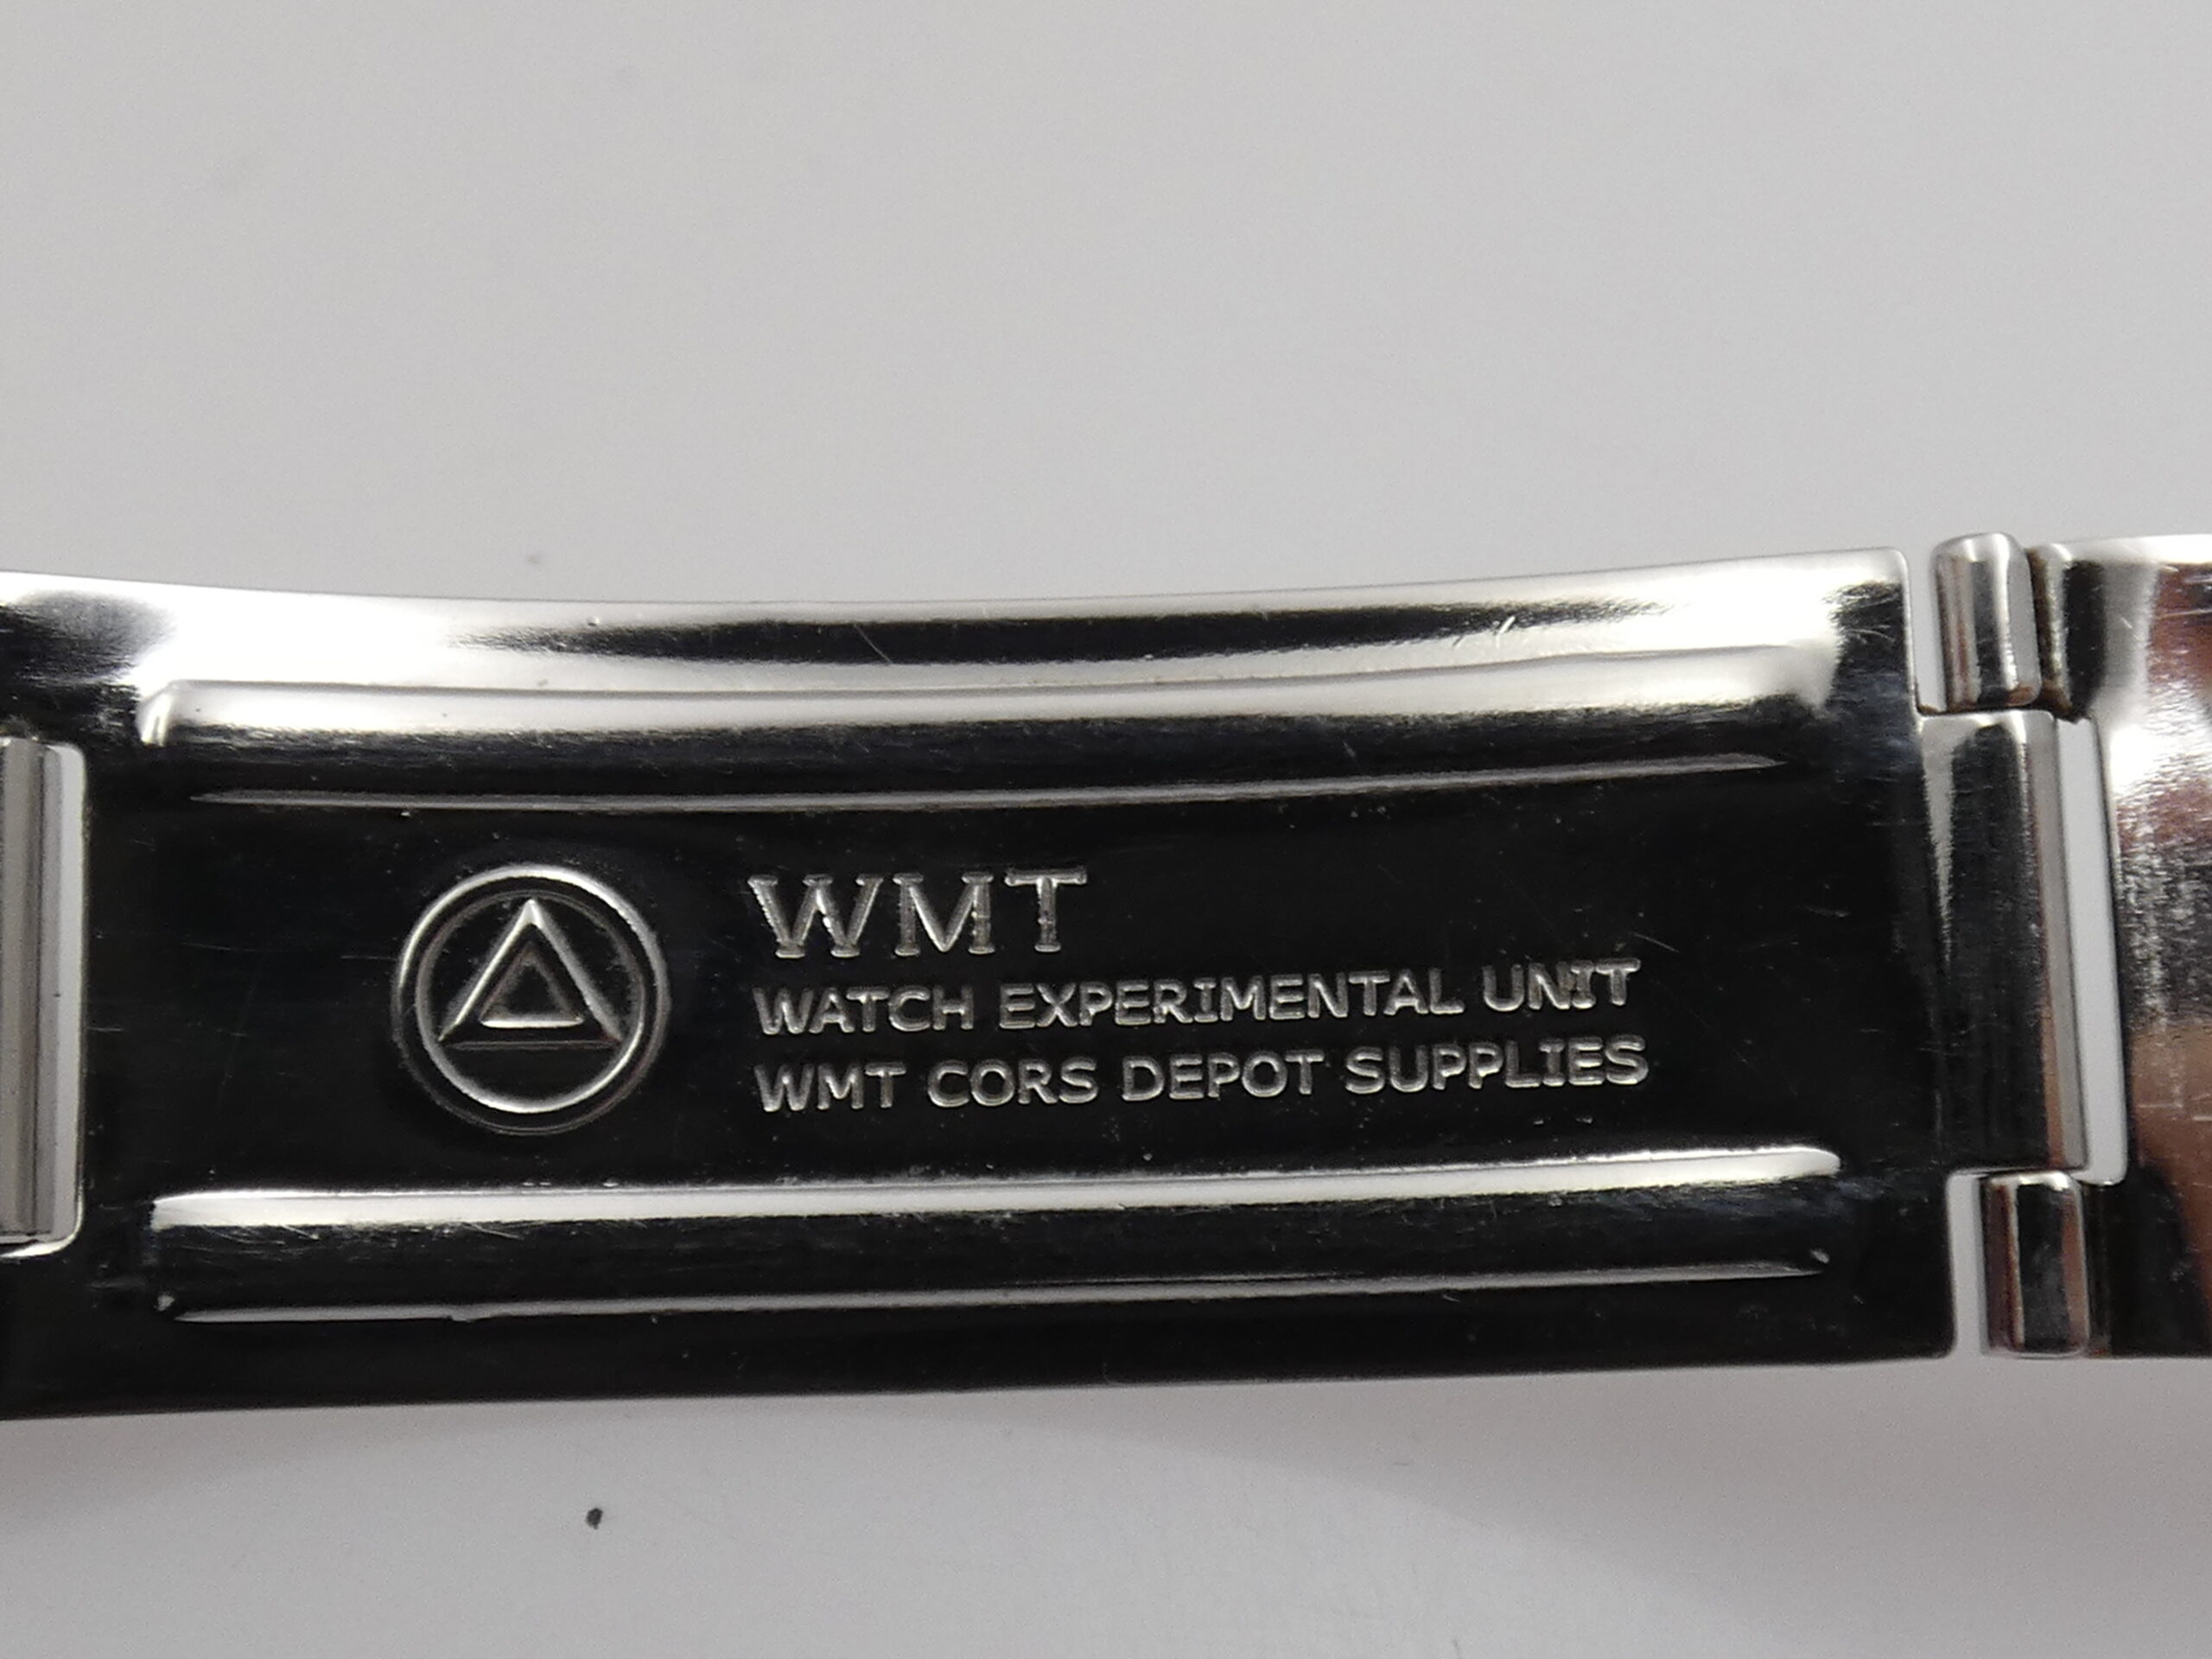 WMT
WATCH EXPERIMENTAL UNIT
WMT CORS DEPOT SUPPLIES